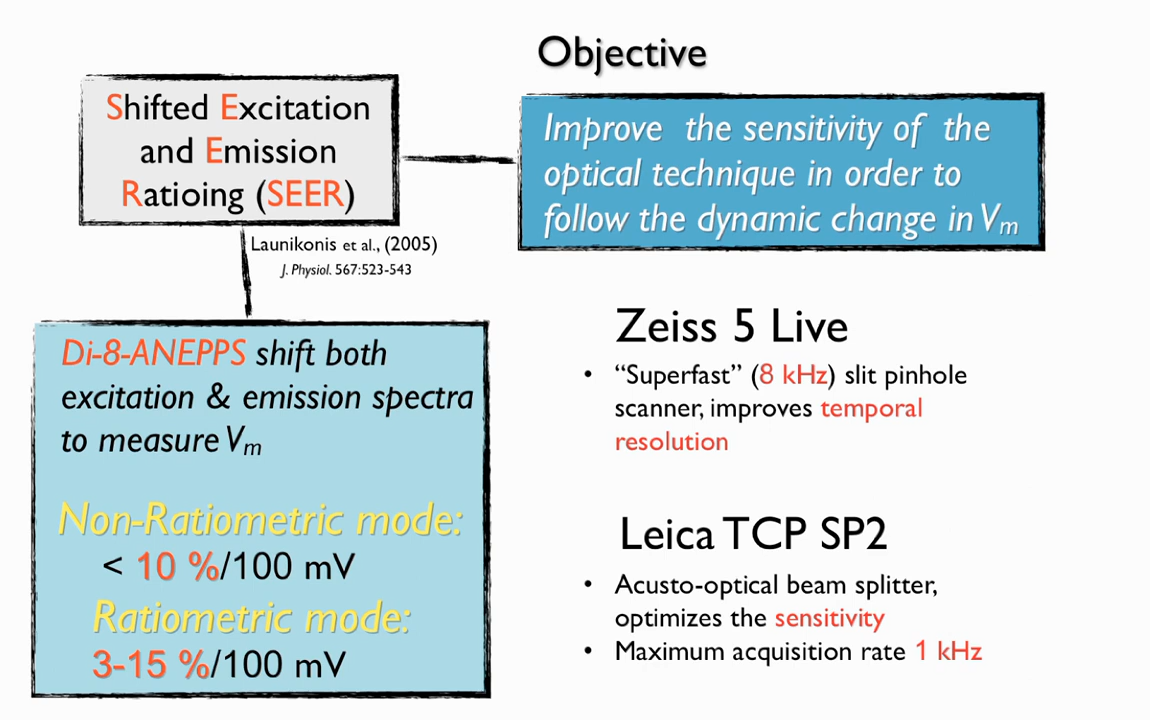 Objective
Shifted Excitation
and Emission
Ratioing (SEER)
Improve the sensitivity of the
optical technique in order to
follow the dynamic change in Vm
Launikonis et al., (2005)
J. Physiol. 567:523-543
Di-8-ANEPPS shift both
excitation & emission spectra
to measure Vm
Non-Ratiometric mode:
< 10 %/100 mV
Ratiometric mode:
3-15 %/100 mV
Zeiss 5 Live
• “Superfast” (8 kHz) slit pinhole
scanner, improves temporal
resolution
Leica TCP SP2
• Acusto-optical beam splitter,
optimizes the sensitivity
• Maximum acquisition rate 1 kHz